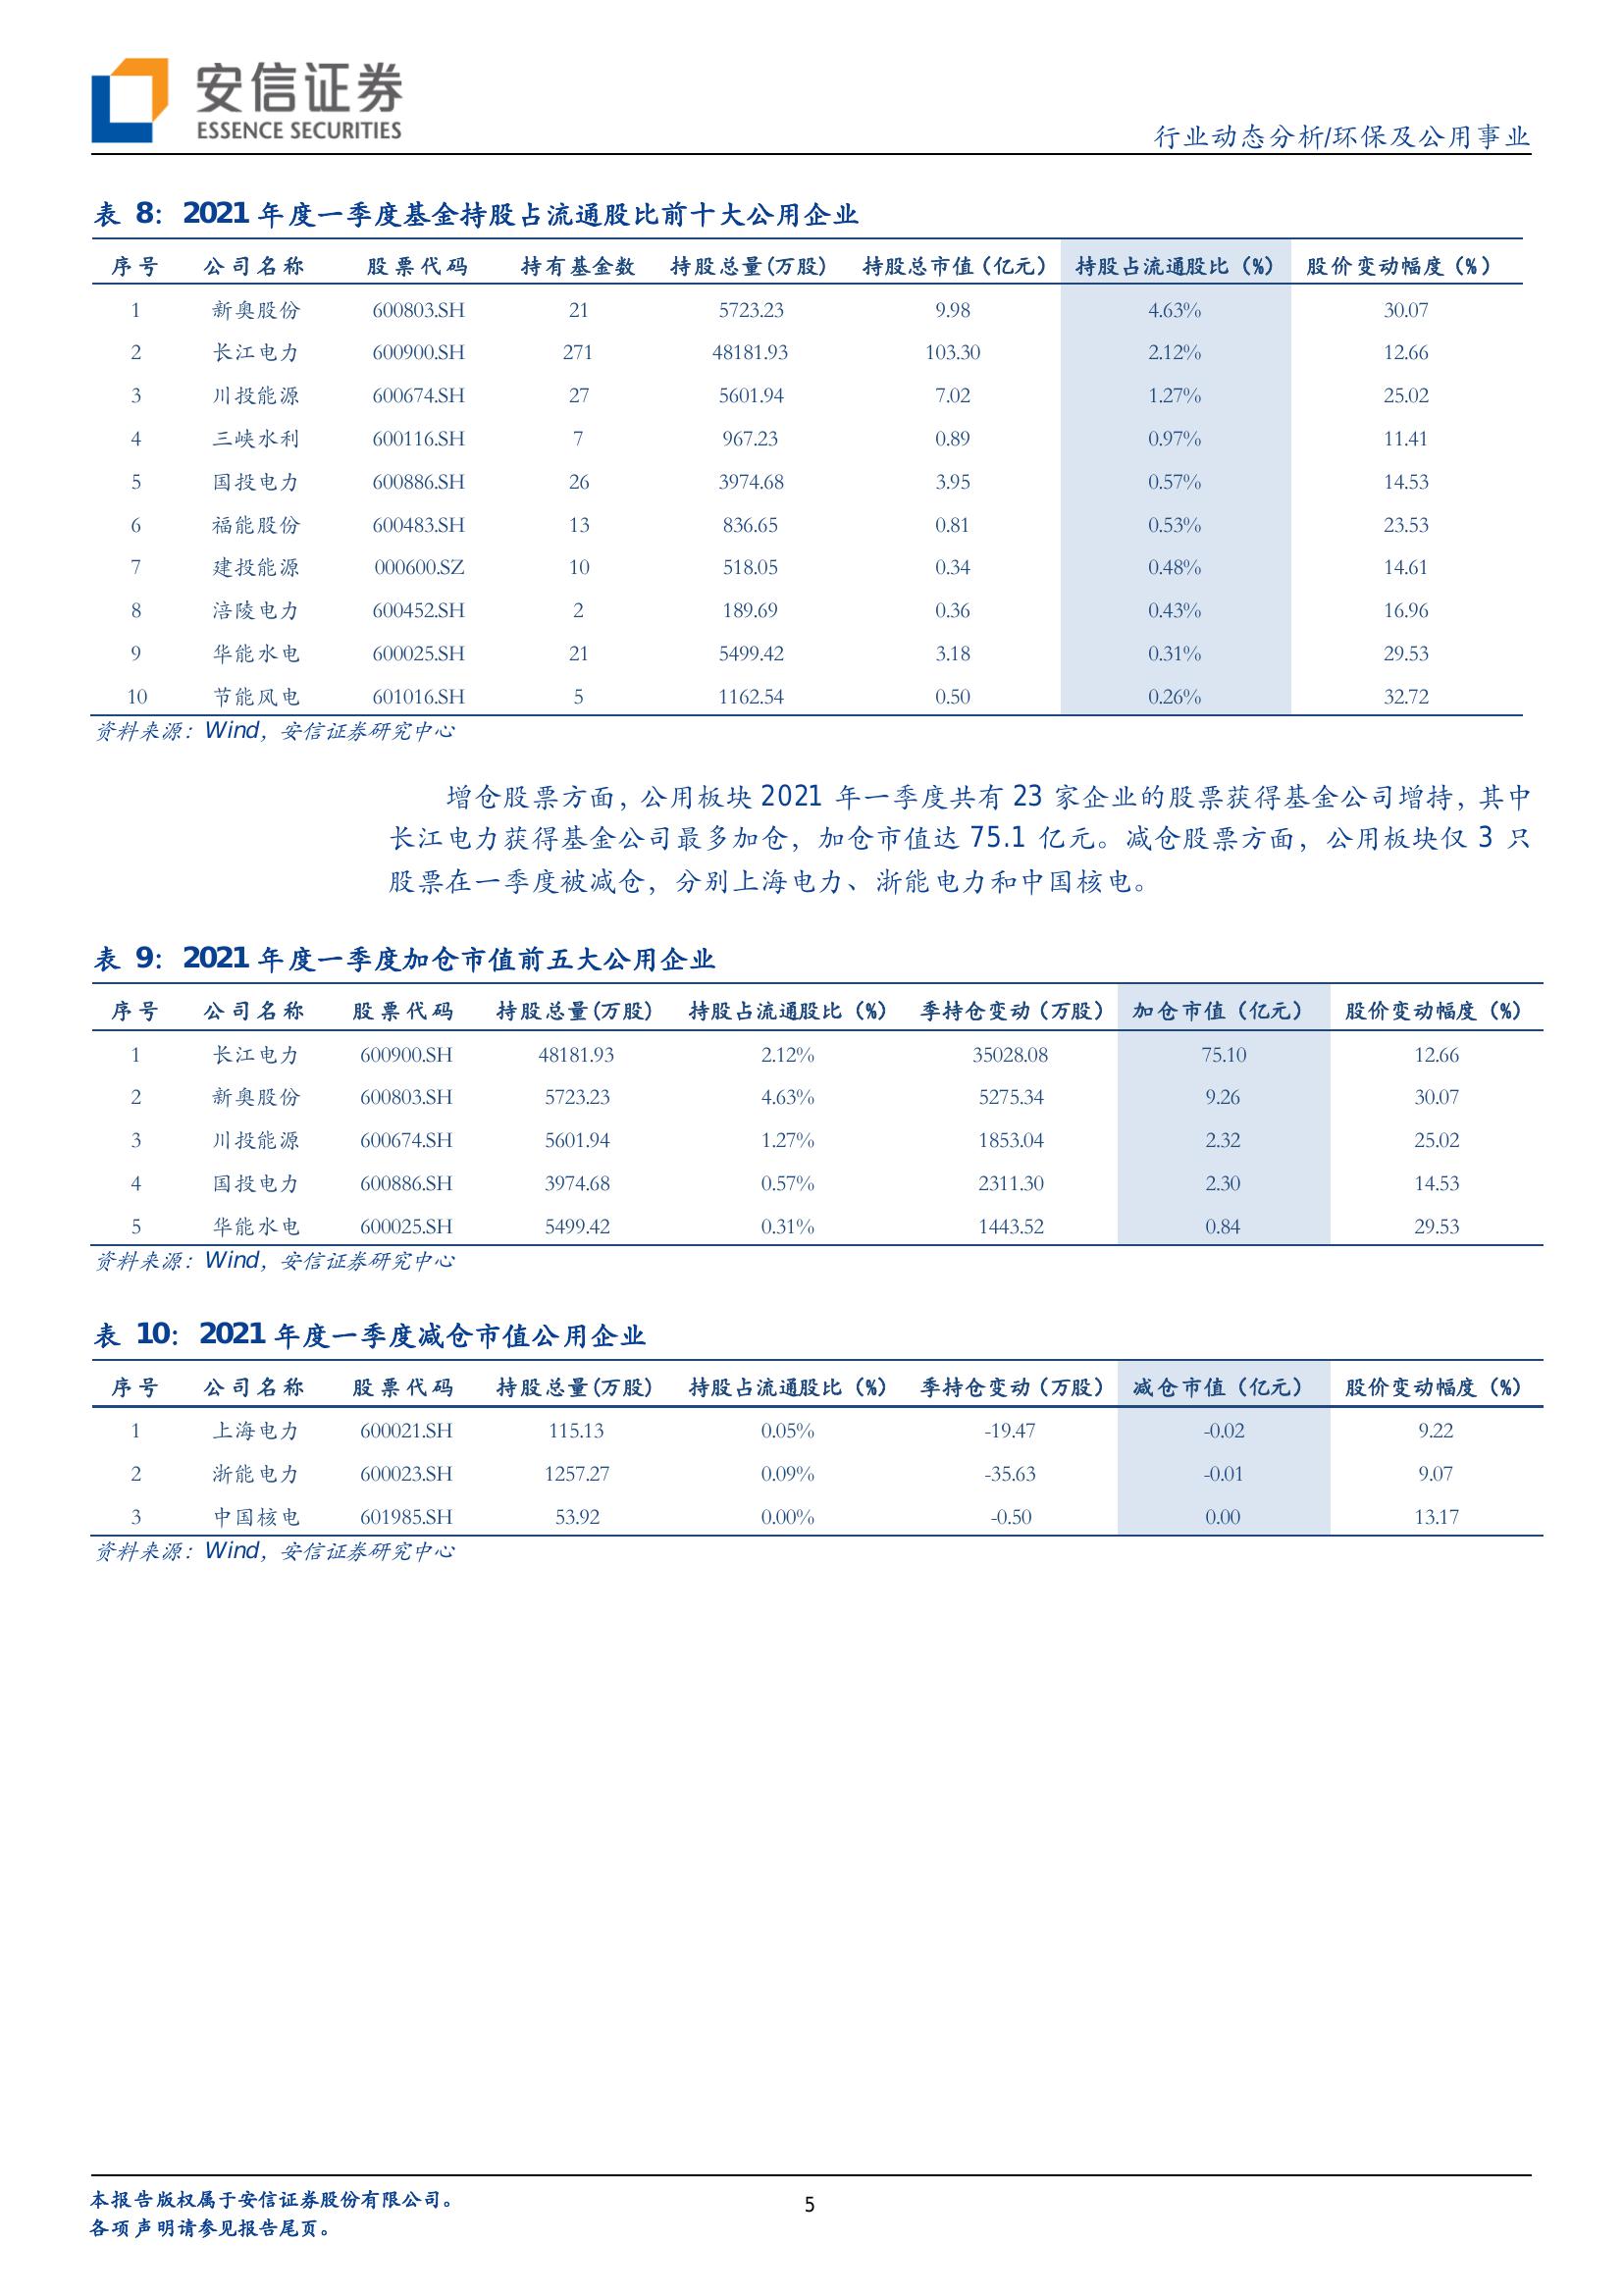 安信证券
ESSENCE SECURITIES
行业动态分析/环保及公用事业
表 8： 2021 年度一季度基金持股占流通股比前十大公用企业
序号 公司名称 股票代码 持有基金数 持股总量(万股) 持股总市值（亿元） 持股占流通股比（%） 股价变动幅度（%）
1 新奥股份 600803.SH 21 5723.23 9.98 4.63% 30.07
2 长江电力 600900.SH 271 48181.93 103.30 2.12% 12.66
3 川投能源 600674.SH 27 5601.94 7.02 1.27% 25.02
4 三峡水利 600116.SH 7 967.23 0.89 0.97% 11.41
5 国投电力 600886.SH 26 3974.68 3.95 0.57% 14.53
6 福能股份 600483.SH 13 836.65 0.81 0.53% 23.53
7 建投能源 000600.SZ 10 518.05 0.34 0.48% 14.61
8 涪陵电力 600452.SH 2 189.69 0.36 0.43% 16.96
9 华能水电 600025.SH 21 5499.42 3.18 0.31% 29.53
10 节能风电 601016.SH 5 1162.54 0.50 0.26% 32.72
资料来源：Wind，安信证券研究中心
增仓股票方面，公用板块 2021 年一季度共有 23 家企业的股票获得基金公司增持，其中
长江电力获得基金公司最多加仓，加仓市值达 75.1 亿元。减仓股票方面，公用板块仅 3 只
股票在一季度被减仓，分别上海电力、浙能电力和中国核电。
表 9： 2021 年度一季度加仓市值前五大公用企业
序号 公司名称 股票代码 持股总量(万股) 持股占流通股比（%） 季持仓变动（万股） 加仓市值（亿元） 股价变动幅度（%）
1 长江电力 600900.SH 48181.93 2.12% 35028.08 75.10 12.66
2 新奥股份 600803.SH 5723.23 4.63% 5275.34 9.26 30.07
3 川投能源 600674.SH 5601.94 1.27% 1853.04 2.32 25.02
4 国投电力 600886.SH 3974.68 0.57% 2311.30 2.30 14.53
5 华能水电 600025.SH 5499.42 0.31% 1443.52 0.84 29.53
资料来源：Wind，安信证券研究中心
表 10： 2021 年度一季度减仓市值公用企业
序号 公司名称 股票代码 持股总量(万股) 持股占流通股比（%） 季持仓变动（万股） 减仓市值（亿元） 股价变动幅度（%）
1 上海电力 600021.SH 115.13 0.05% -19.47 -0.02 9.22
2 浙能电力 600023.SH 1257.27 0.09% -35.63 -0.01 9.07
3 中国核电 601985.SH 53.92 0.00% -0.50 0.00 13.17
资料来源：Wind，安信证券研究中心
本报告版权属于安信证券股份有限公司。
5
各项声明请参见报告尾页。